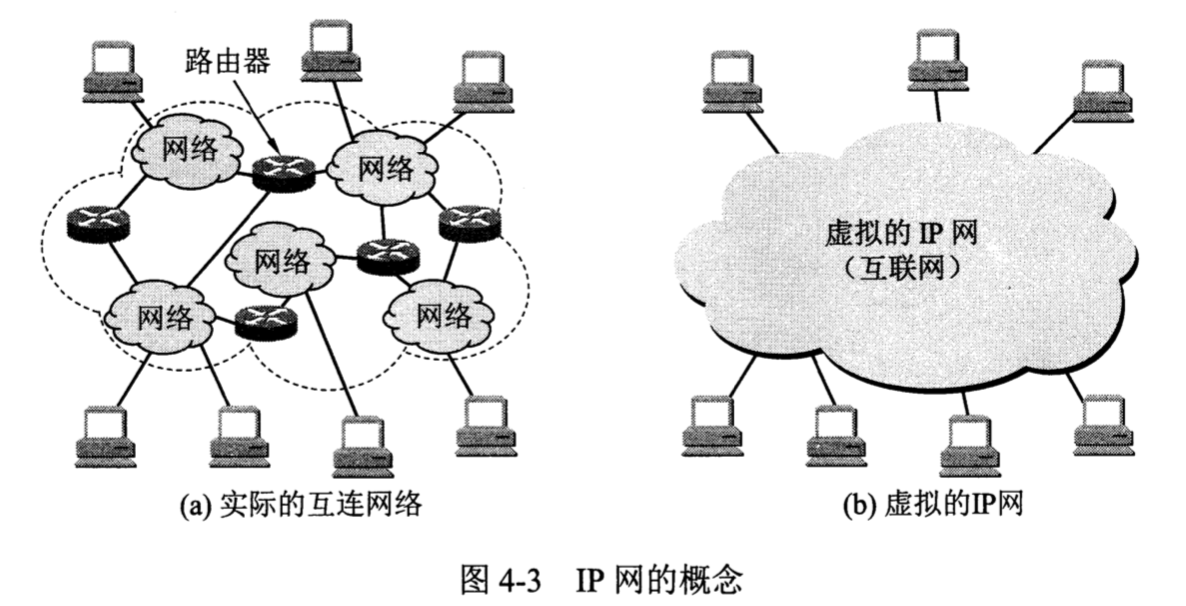 路由器
网络
网络
网络
网络
网络
虚拟的 IP 网
（互联网）
(a) 实际的互连网络
(b) 虚拟的IP网
图 4-3 IP 网的概念